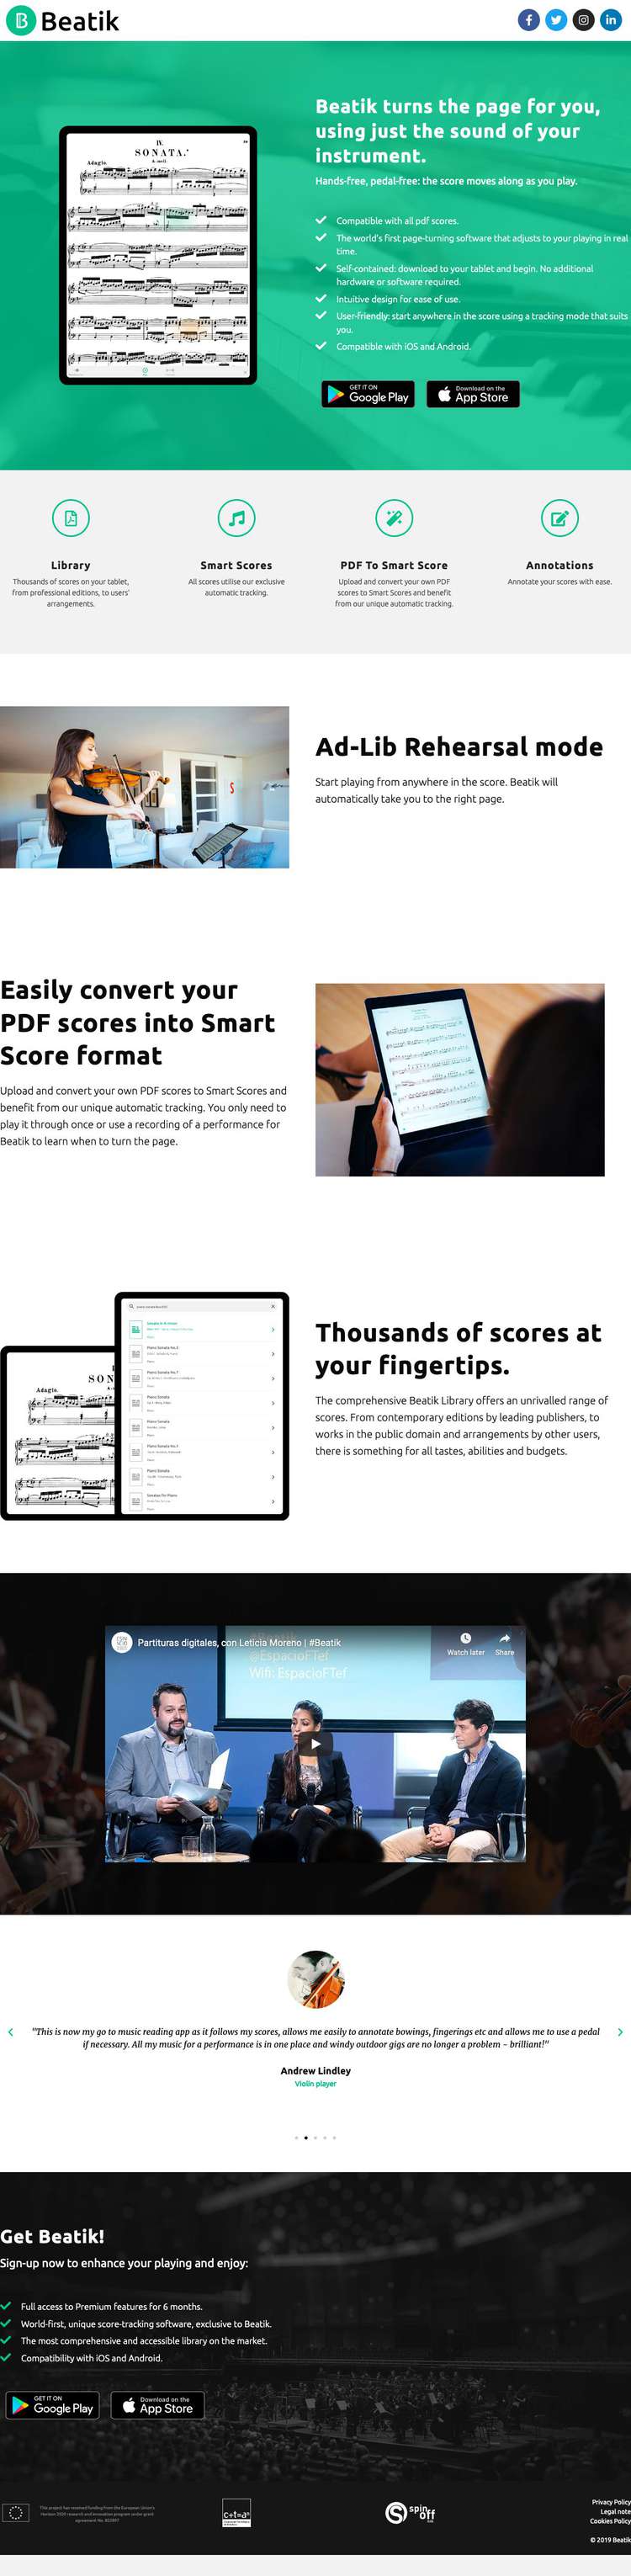 Beatik
Beatik turns the page for you,
using just the sound of your
instrument.
Hands-free, pedal-free: the score moves along as you play.
IV.
SONATA.
Adagio.
Compatible with all pdf scores.
The world's first page-turning software that adjusts to your playing in real
time.
Self-contained: download to your tablet and begin. No additional
hardware or software required.
Intuitive design for ease of use.
User-friendly: start anywhere in the score using a tracking mode that suits
you.
Compatible with iOS and Android.
GET IT ON
Google Play
Download on the
App Store
Library
Thousands of scores on your tablet,
from professional editions, to users'
arrangements.
Smart Scores
All scores utilise our exclusive
automatic tracking.
PDF To Smart Score
Upload and convert your own PDF
scores to Smart Scores and benefit
from our unique automatic tracking.
Annotations
Annotate your scores with ease.
Ad-Lib Rehearsal mode
Start playing from anywhere in the score. Beatik will
automatically take you to the right page.
Easily convert your
PDF scores into Smart
Score format
Upload and convert your own PDF scores to Smart Scores and
benefit from our unique automatic tracking. You only need to
play it through once or use a recording of a performance for
Beatik to learn when to turn the page.
SON
Adagio.
Thousands of scores at
your fingertips.
The comprehensive Beatik Library offers an unrivalled range of
scores. From contemporary editions by leading publishers, to
works in the public domain and arrangements by other users,
there is something for all tastes, abilities and budgets.
Partituras digitales, con Leticia Moreno | #Beatik
Watch later
Share
#Beatik
@EspacioFTef
Wifi: EspacioFTef
"This is now my go to music reading app as it follows my scores, allows me easily to annotate bowings, fingerings etc and allows me to use a pedal
if necessary. All my music for a performance is in one place and windy outdoor gigs are no longer a problem – brilliant!"
Andrew Lindley
Violin player
Get Beatik!
Sign-up now to enhance your playing and enjoy:
Full access to Premium features for 6 months.
World-first, unique score-tracking software, exclusive to Beatik.
The most comprehensive and accessible library on the market.
Compatibility with iOS and Android.
GET IT ON
Google Play
Download on the
App Store
This project has received funding from the European Union's
Horizon 2020 research and innovation program under grant
spin
off
Privacy Policy
Legal note
Cookies Policy
© 2019 Beatik